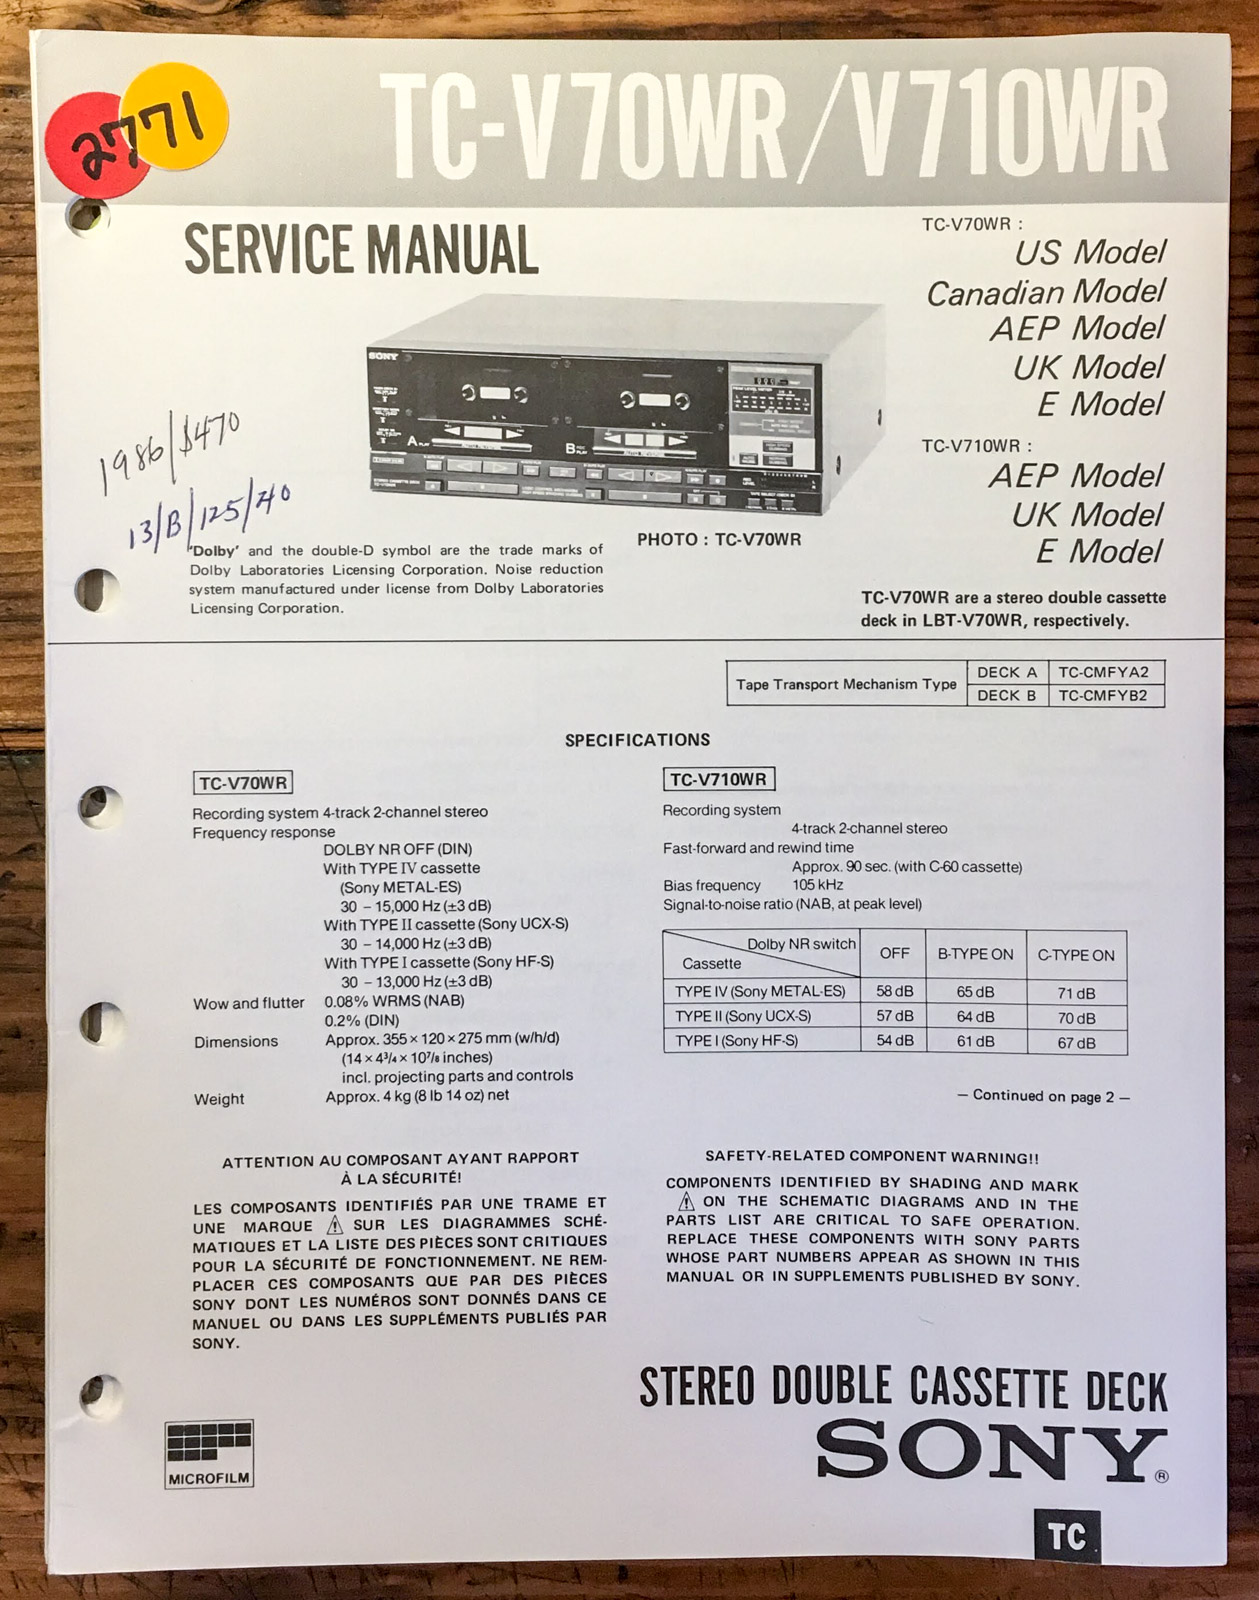 TC-V70WR/V710WR
2771
SERVICE MANUAL
TC-V70WR :
US Model
Canadian Model
AEP Model
UK Model
E Model
TC-V710WR :
AEP Model
UK Model
E Model
SONY
A
B
1986/$470
13/B/125/40
'Dolby' and the double-D symbol are the trade marks of
Dolby Laboratories Licensing Corporation. Noise reduction
system manufactured under license from Dolby Laboratories
Licensing Corporation.
PHOTO : TC-V70WR
TC-V70WR are a stereo double cassette
deck in LBT-V70WR, respectively.
Tape Transport Mechanism Type
DECK A TC-CMFYA2
DECK B TC-CMFYB2
SPECIFICATIONS
TC-V70WR
Recording system 4-track 2-channel stereo
Frequency response
DOLBY NR OFF (DIN)
With TYPE IV cassette
(Sony METAL-ES)
30 – 15,000 Hz (±3 dB)
With TYPE II cassette (Sony UCX-S)
30 – 14,000 Hz (±3 dB)
With TYPE I cassette (Sony HF-S)
30 – 13,000 Hz (±3 dB)
Wow and flutter 0.08% WRMS (NAB)
0.2% (DIN)
Dimensions Approx. 355 × 120 × 275 mm (w/h/d)
(14 × 4 3/4 × 10 7/8 inches)
incl. projecting parts and controls
Weight Approx. 4 kg (8 lb 14 oz) net
TC-V710WR
Recording system
4-track 2-channel stereo
Fast-forward and rewind time
Approx. 90 sec. (with C-60 cassette)
Bias frequency 105 kHz
Signal-to-noise ratio (NAB, at peak level)
Dolby NR switch OFF B-TYPE ON C-TYPE ON
Cassette
TYPE IV (Sony METAL-ES) 58 dB 65 dB 71 dB
TYPE II (Sony UCX-S) 57 dB 64 dB 70 dB
TYPE I (Sony HF-S) 54 dB 61 dB 67 dB
— Continued on page 2 —
ATTENTION AU COMPOSANT AYANT RAPPORT
À LA SÉCURITÉ!
LES COMPOSANTS IDENTIFIÉS PAR UNE TRAME ET
UNE MARQUE ⚠ SUR LES DIAGRAMMES SCHÉ-
MATIQUES ET LA LISTE DES PIÈCES SONT CRITIQUES
POUR LA SÉCURITÉ DE FONCTIONNEMENT. NE REM-
PLACER CES COMPOSANTS QUE PAR DES PIÈCES
SONY DONT LES NUMÉROS SONT DONNÉS DANS CE
MANUEL OU DANS LES SUPPLÉMENTS PUBLIÉS PAR
SONY.
SAFETY-RELATED COMPONENT WARNING!!
COMPONENTS IDENTIFIED BY SHADING AND MARK
⚠ ON THE SCHEMATIC DIAGRAMS AND IN THE
PARTS LIST ARE CRITICAL TO SAFE OPERATION.
REPLACE THESE COMPONENTS WITH SONY PARTS
WHOSE PART NUMBERS APPEAR AS SHOWN IN THIS
MANUAL OR IN SUPPLEMENTS PUBLISHED BY SONY.
STEREO DOUBLE CASSETTE DECK
SONY®
MICROFILM
TC